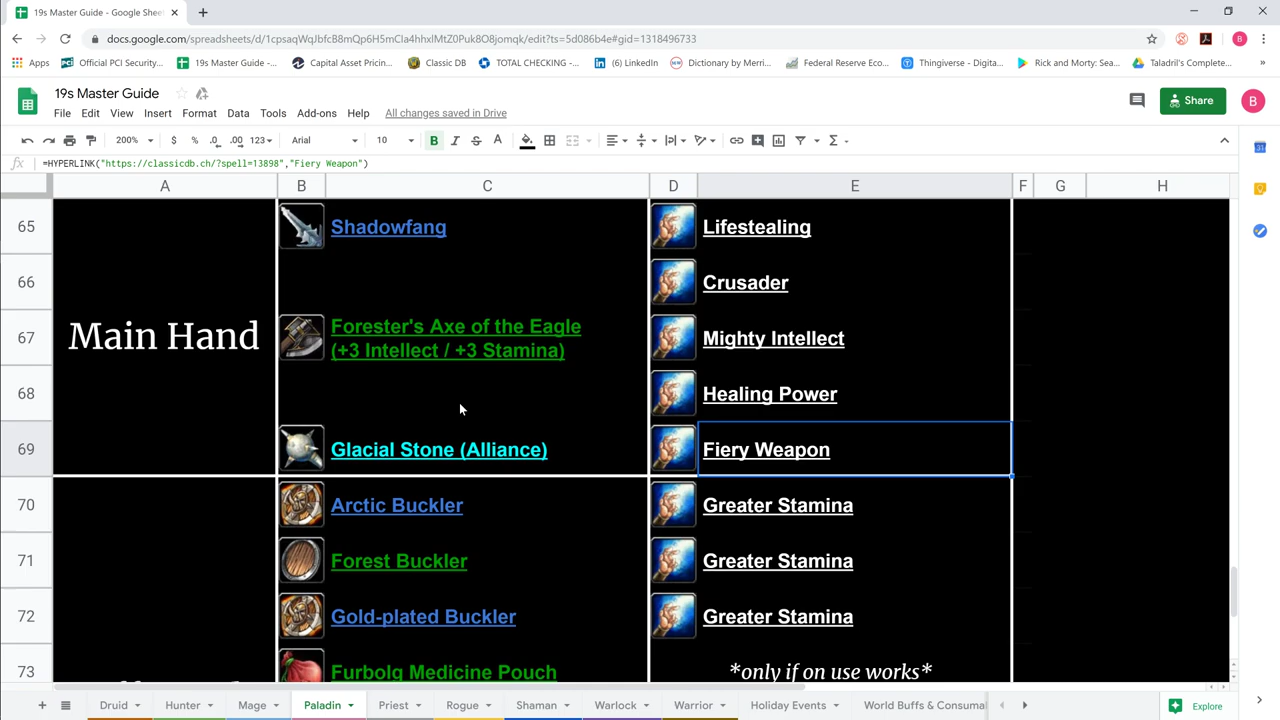 19s Master Guide - Google Shee
docs.google.com/spreadsheets/d/1cpsaqWqJbfcB8mQp6H5mCla4hhxlMtZ0Puk8O8jomqk/edit?ts=5d086b4e#gid=1318496733
Apps Official PCI Security... 19s Master Guide -... Capital Asset Pricin... Classic DB TOTAL CHECKING -... (6) LinkedIn Dictionary by Merri... Federal Reserve Eco... Thingiverse - Digita... Rick and Morty: Sea... Taladril's Complete...
19s Master Guide
Share B
File Edit View Insert Format Data Tools Add-ons Help All changes saved in Drive
200% $ % .0 .00 123 Arial 10 B I S A
fx =HYPERLINK("https://classicdb.ch/?spell=13898","Fiery Weapon")
A B C D E F G H
65 Shadowfang Lifestealing
66 Crusader
67 Main Hand Forester's Axe of the Eagle
(+3 Intellect / +3 Stamina) Mighty Intellect
68 Healing Power
69 Glacial Stone (Alliance) Fiery Weapon
70 Arctic Buckler Greater Stamina
71 Forest Buckler Greater Stamina
72 Gold-plated Buckler Greater Stamina
73 Furbolg Medicine Pouch *only if on use works*
Druid Hunter Mage Paladin Priest Rogue Shaman Warlock Warrior Holiday Events World Buffs & Consuma Explore